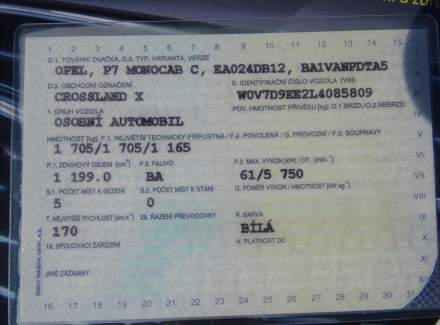 1 2 3 4 5 6 7 8 9 10 11 12 13 14 15
D.1. TOVÁRNÍ ZNAČKA, D.2. TYP, VARIANTA, VERZE
OPEL, P7 MONOCAB C, EA024DB12, BA1VANPDTA5
D.3. OBCHODNÍ OZNAČENÍ E. IDENTIFIKAČNÍ ČÍSLO VOZIDLA (VIN)
CROSSLAND X W0V7D9EE2L4085809
1. DRUH VOZIDLA POV. HMOTNOST PŘÍVĚSU [kg] O.1.BRZD./O.2.NEBRZD.
OSOBNÍ AUTOMOBIL
HMOTNOST [kg]: F.1. NEJVĚTŠÍ TECHNICKY PŘÍPUSTNÁ / F.2. POVOLENÁ / G. PROVOZNÍ / F.3. SOUPRAVY
1 705/1 705/1 165
P.1. ZDVIHOVÝ OBJEM [cm³] P.3. PALIVO P.2. MAX. VÝKON [kW] / OT. [min⁻¹]
1 199.0 BA 61/5 750
S.1. POČET MÍST K SEZENÍ S.2. POČET MÍST K STÁNÍ Q. POMĚR VÝKON / HMOTNOST [kW.kg⁻¹]
5 0
T. NEJVYŠŠÍ RYCHLOST [km.h⁻¹] 29. ŘAZENÍ PŘEVODOVKY R. BARVA
170 BÍLÁ
18. SPOJOVACÍ ZAŘÍZENÍ H. PLATNOST DO
JINÉ ZÁZNAMY
16 17 18 19 20 21 22 23 24 25 26 27 28 29 30 31